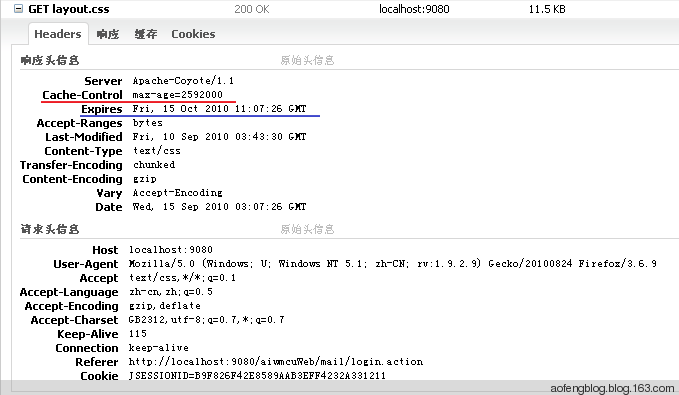 GET layout.css 200 OK localhost:9080 11.5 KB
Headers 响应 缓存 Cookies
响应头信息 原始头信息
Server Apache-Coyote/1.1
Cache-Control max-age=2592000
Expires Fri, 15 Oct 2010 11:07:26 GMT
Accept-Ranges bytes
Last-Modified Fri, 10 Sep 2010 03:43:30 GMT
Content-Type text/css
Transfer-Encoding chunked
Content-Encoding gzip
Vary Accept-Encoding
Date Wed, 15 Sep 2010 03:07:26 GMT
请求头信息 原始头信息
Host localhost:9080
User-Agent Mozilla/5.0 (Windows; U; Windows NT 5.1; zh-CN; rv:1.9.2.9) Gecko/20100824 Firefox/3.6.9
Accept text/css,*/*;q=0.1
Accept-Language zh-cn,zh;q=0.5
Accept-Encoding gzip,deflate
Accept-Charset GB2312,utf-8;q=0.7,*;q=0.7
Keep-Alive 115
Connection keep-alive
Referer http://localhost:9080/aiwmcuWeb/mail/login.action
Cookie JSESSIONID=B9F826F42E8589AAB3EFF4232A331211
aofengblog.blog.163.com